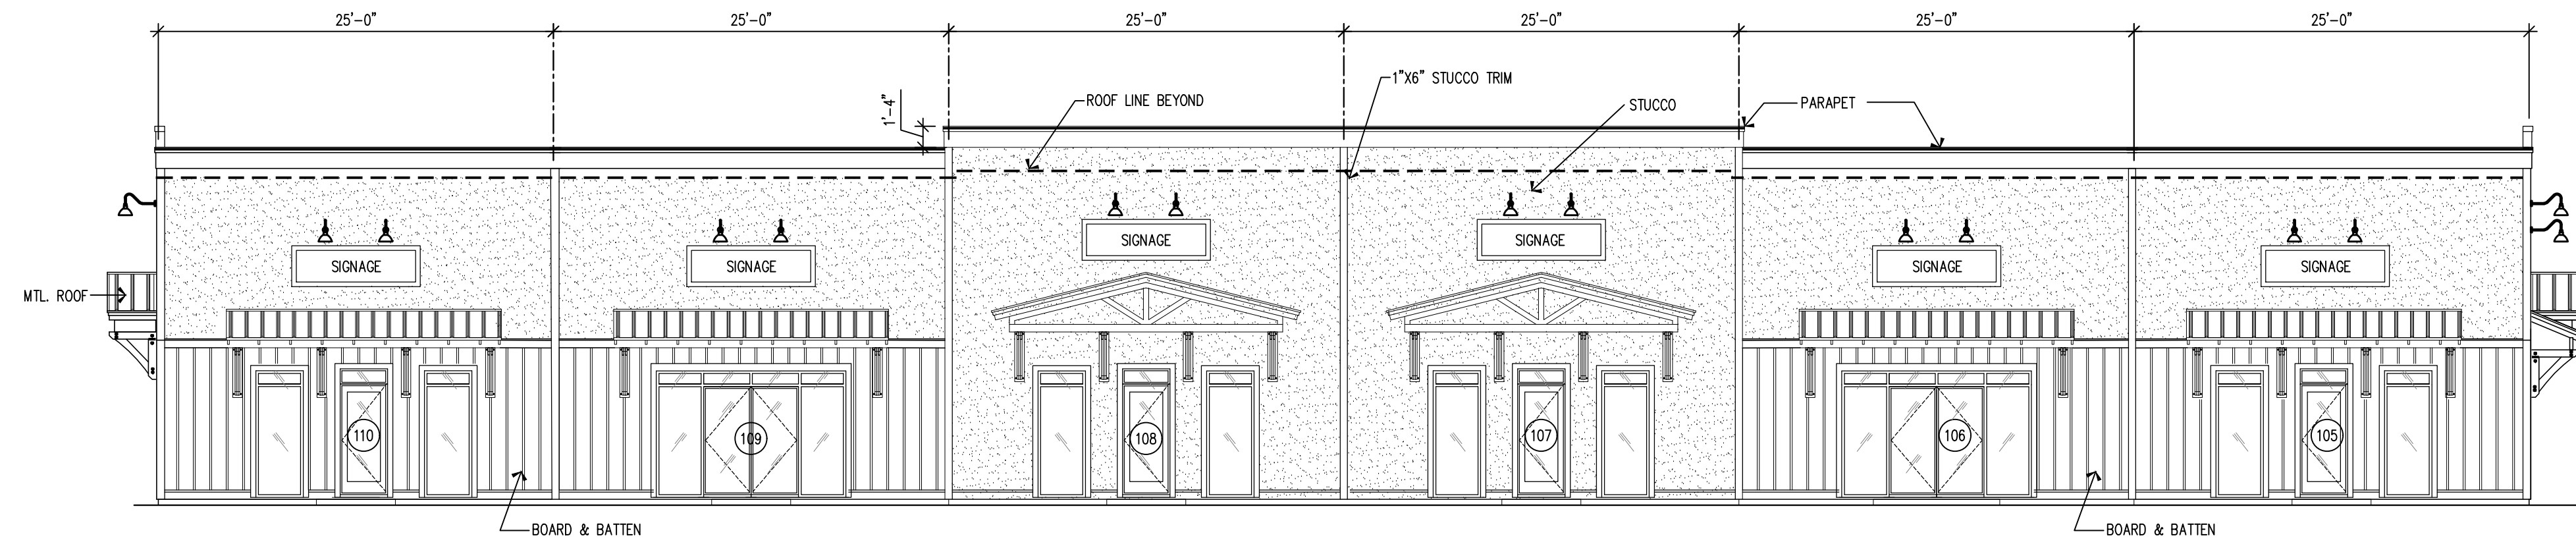 25'-0"
25'-0"
25'-0"
25'-0"
25'-0"
25'-0"
1"X6" STUCCO TRIM
1'-4"
ROOF LINE BEYOND
STUCCO
PARAPET
SIGNAGE
SIGNAGE
SIGNAGE
SIGNAGE
SIGNAGE
SIGNAGE
MTL. ROOF
110
109
108
107
106
105
BOARD & BATTEN
BOARD & BATTEN